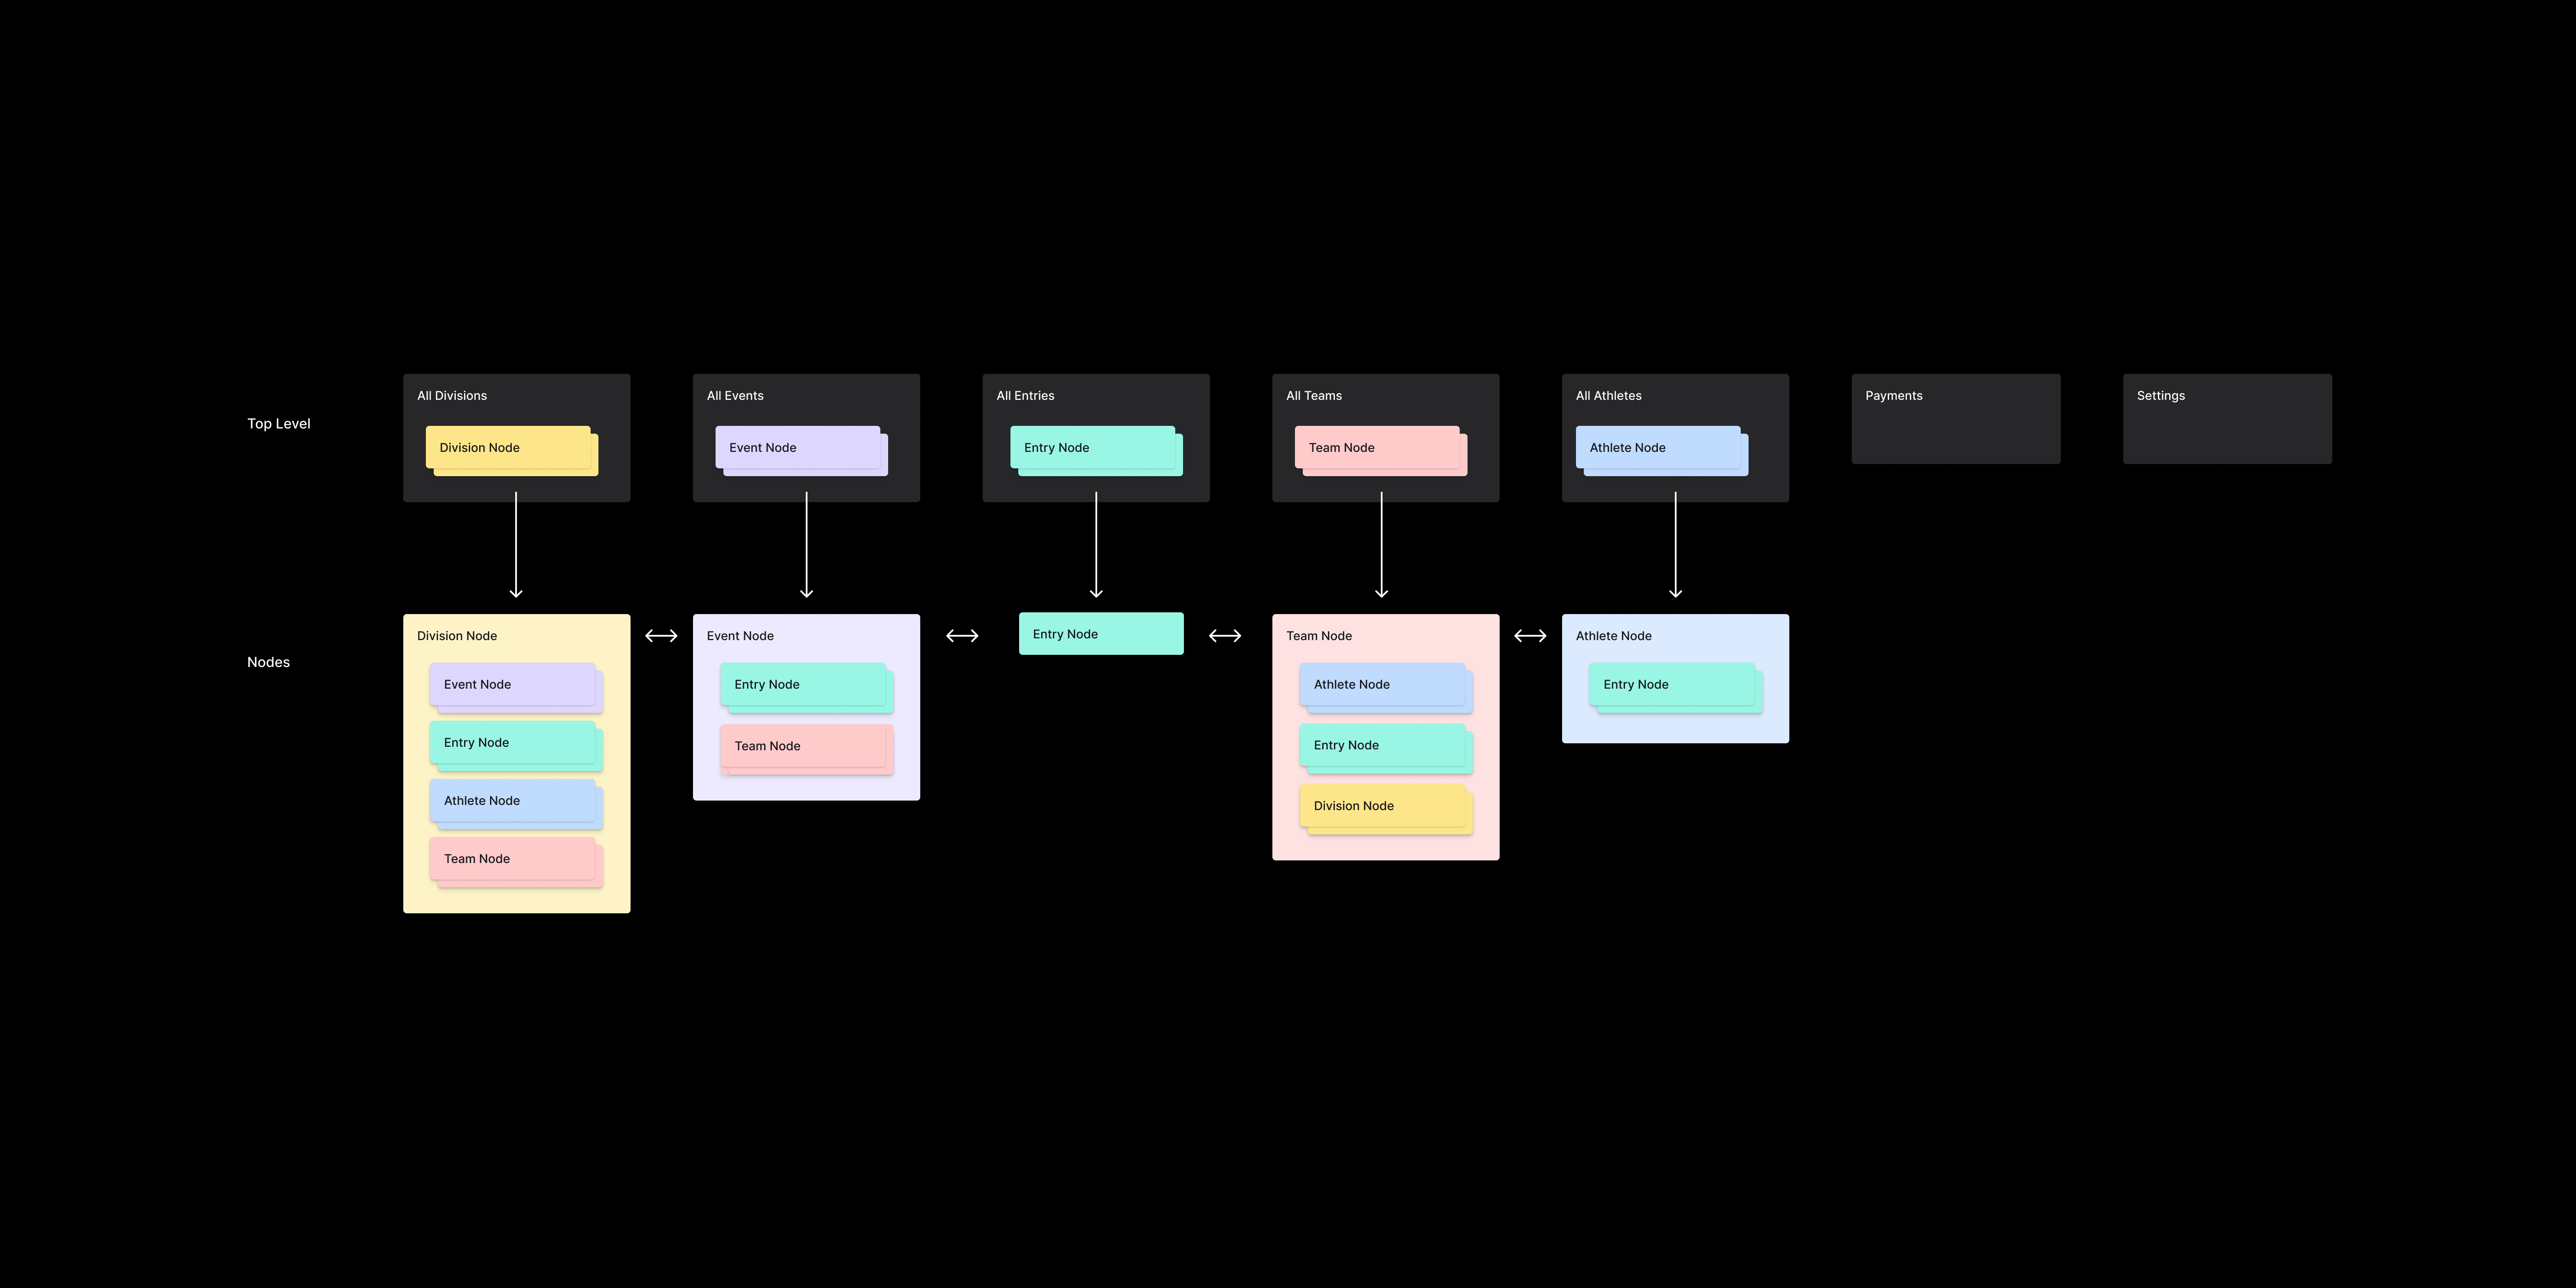 Top Level
All Divisions
Division Node
All Events
Event Node
All Entries
Entry Node
All Teams
Team Node
All Athletes
Athlete Node
Payments
Settings
Nodes
Division Node
Event Node
Entry Node
Athlete Node
Team Node
Event Node
Entry Node
Team Node
Entry Node
Team Node
Athlete Node
Entry Node
Division Node
Athlete Node
Entry Node